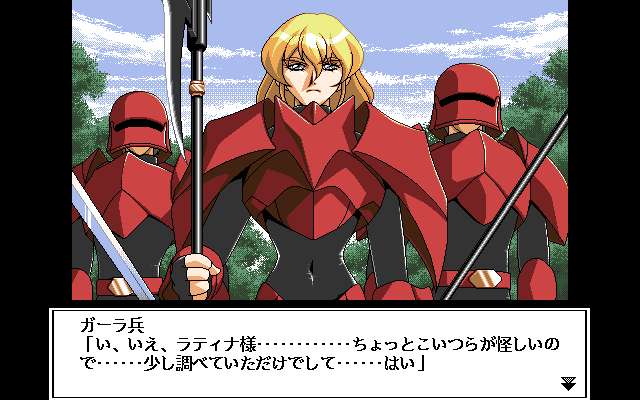 ガーラ兵
「い、いえ、ラティナ様…………ちょっとこいつらが怪しいの
で……少し調べていただけでして……はい」